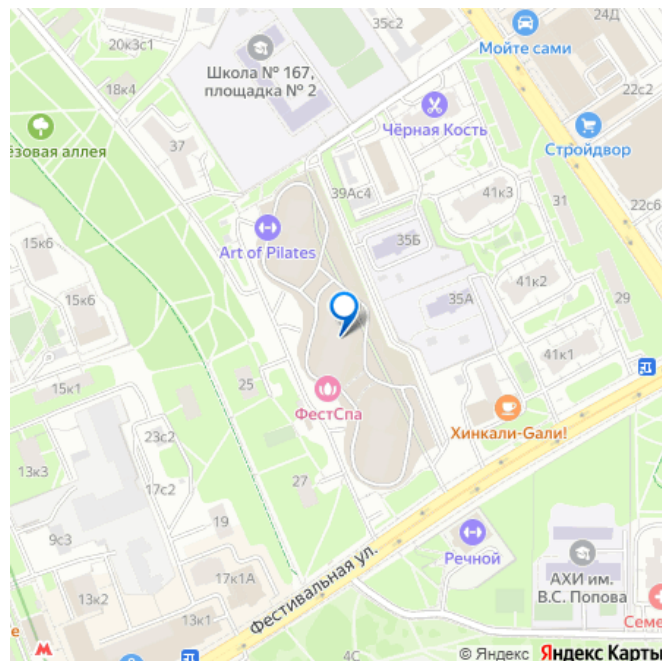 24Д
35с2
20к3с1
Мойте сами
Школа № 167,
площадка № 2
18к4
22с2
Чёрная Кость
Стройдвор
ёзовая аллея
37
39Ас4
41к3
31
22с6
15к6
Art of Pilates
35Б
41к2
15к6
35А
29
41к1
15к1
25
ФестСпа
Хинкали-Gали!
23с2
13к3
17с2
27
19
9с3
Речной
Фестивальная ул.
17к1А
АХИ им.
В.С. Попова
13к2
13к1
Семе
е
4С
© Яндекс Яндекс Карты